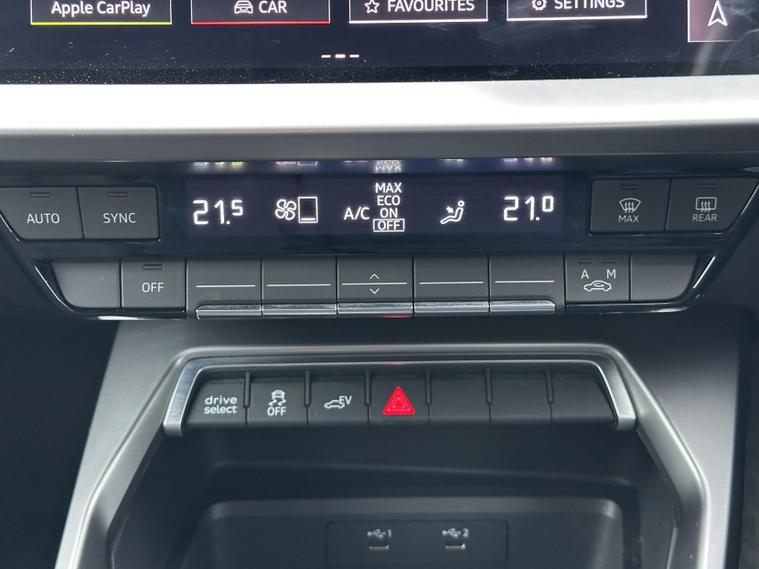 Apple CarPlay CAR FAVOURITES SETTINGS
AUTO SYNC 21.5 A/C MAX ECO ON OFF 21.0 MAX REAR
OFF A M
drive select OFF EV
1 2